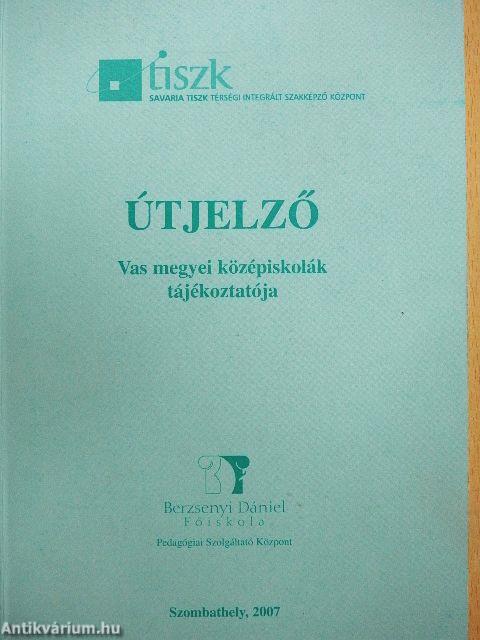 tiszk
SAVARIA TISZK TÉRSÉGI INTEGRÁLT SZAKKÉPZŐ KÖZPONT
ÚTJELZŐ
Vas megyei középiskolák
tájékoztatója
Berzsenyi Dániel
Főiskola
Pedagógiai Szolgáltató Központ
Szombathely, 2007
Antikvárium.hu